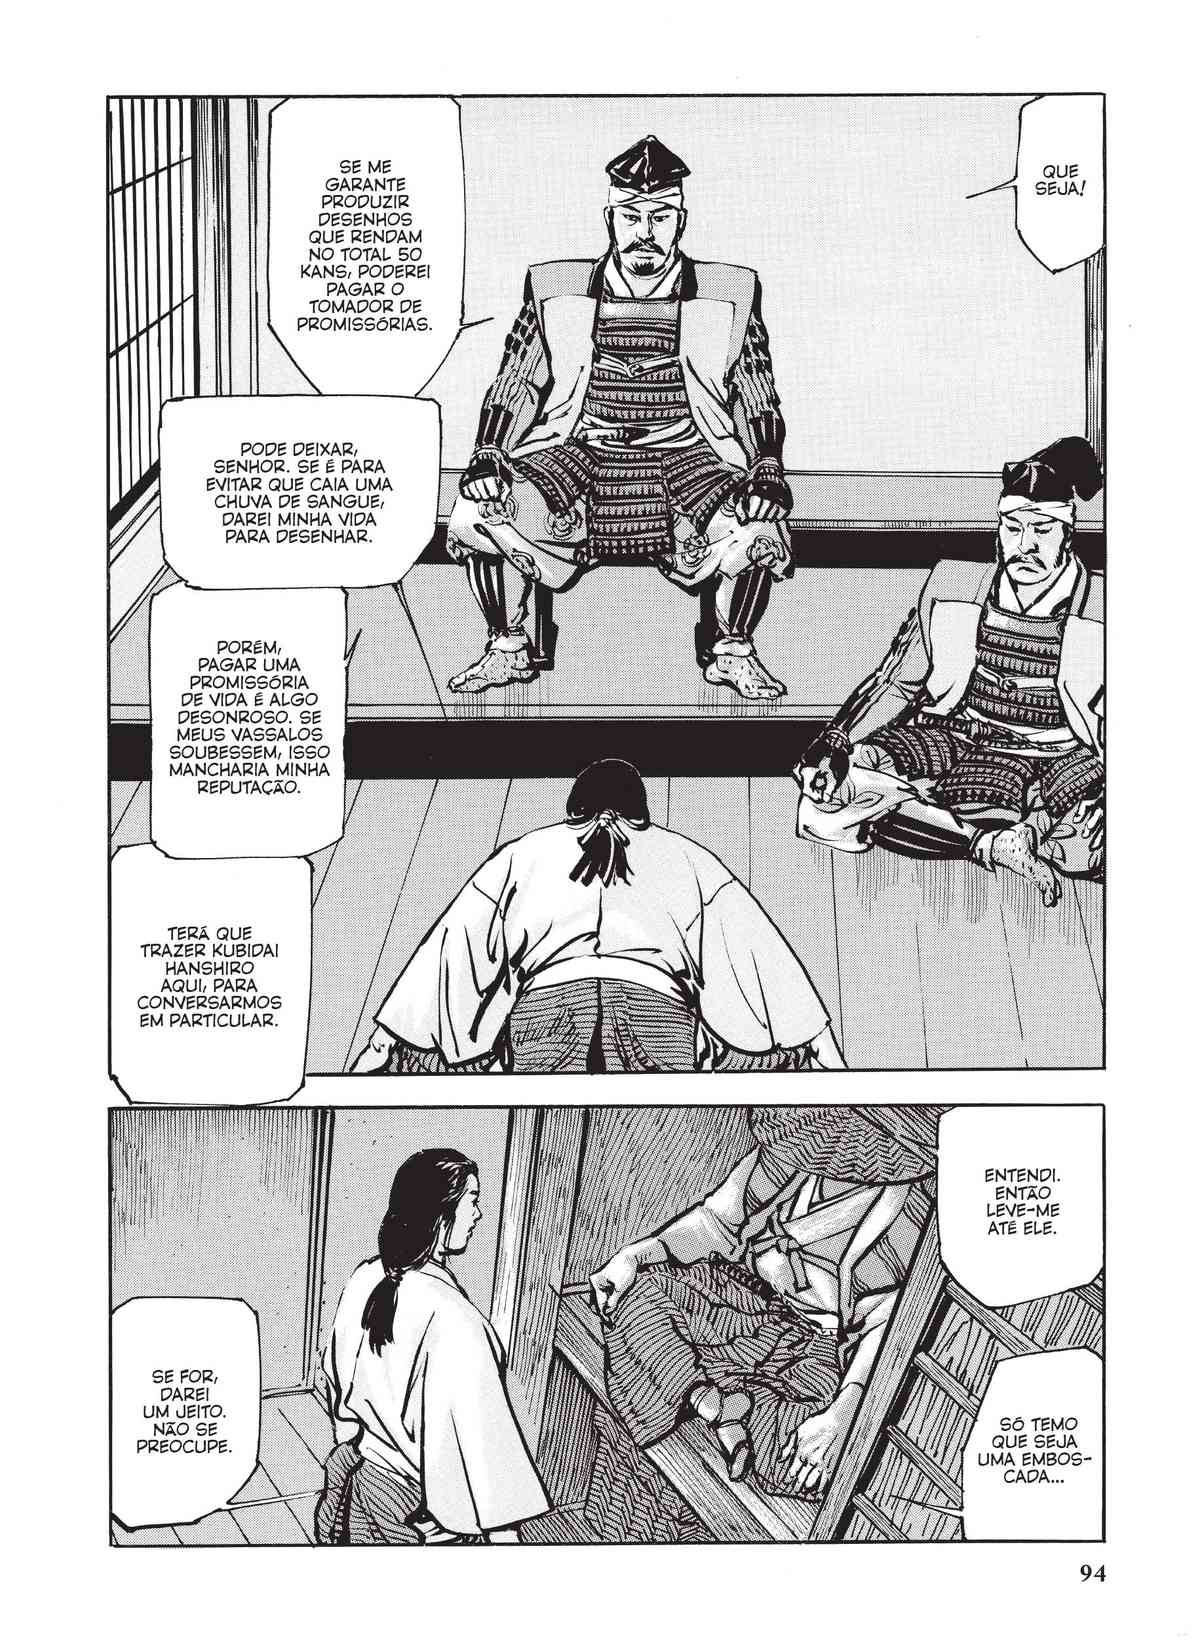 QUE
SEJA!
SE ME
GARANTE
PRODUZIR
DESENHOS
QUE RENDAM
NO TOTAL 50
KANS, PODEREI
PAGAR O
TOMADOR DE
PROMISSÓRIAS.
PODE DEIXAR,
SENHOR. SE É PARA
EVITAR QUE CAIA UMA
CHUVA DE SANGUE,
DAREI MINHA VIDA
PARA DESENHAR.
PORÉM,
PAGAR UMA
PROMISSÓRIA
DE VIDA É ALGO
DESONROSO. SE
MEUS VASSALOS
SOUBESSEM, ISSO
MANCHARIA MINHA
REPUTAÇÃO.
TERÁ QUE
TRAZER KUBIDAI
HANSHIRO
AQUI, PARA
CONVERSARMOS
EM PARTICULAR.
ENTENDI.
ENTÃO
LEVE-ME
ATÉ ELE.
SÓ TEMO
QUE SEJA
UMA EMBOS-
CADA...
SE FOR,
DAREI
UM JEITO.
NÃO SE
PREOCUPE.
94